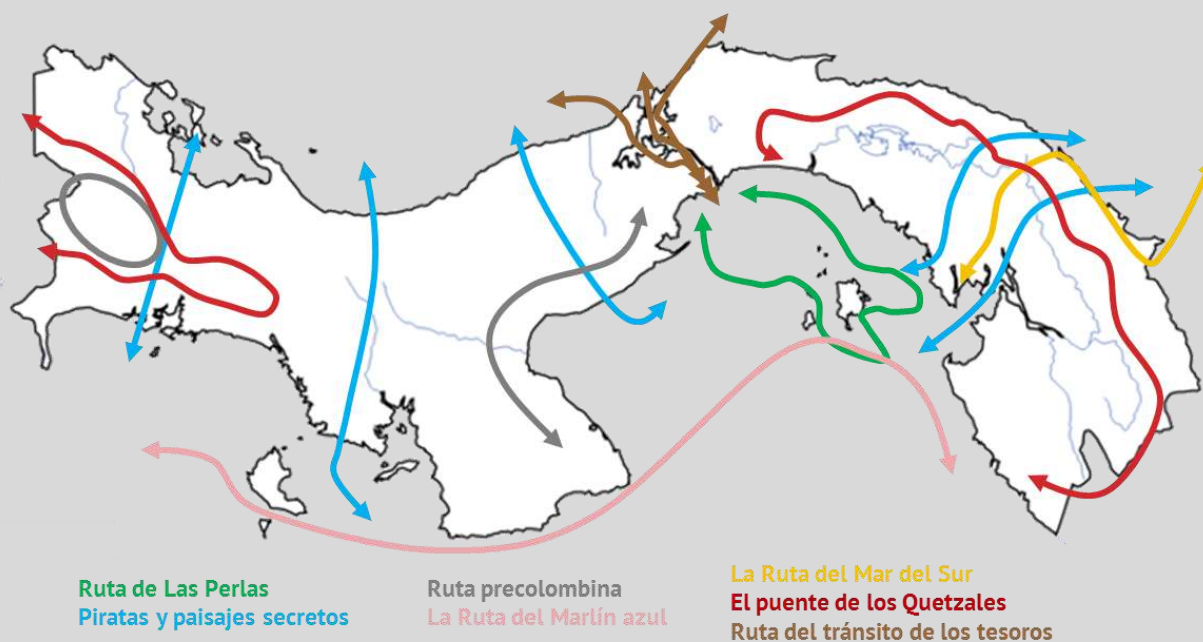 Ruta de Las Perlas
Piratas y paisajes secretos
Ruta precolombina
La Ruta del Marlín azul
La Ruta del Mar del Sur
El puente de los Quetzales
Ruta del tránsito de los tesoros